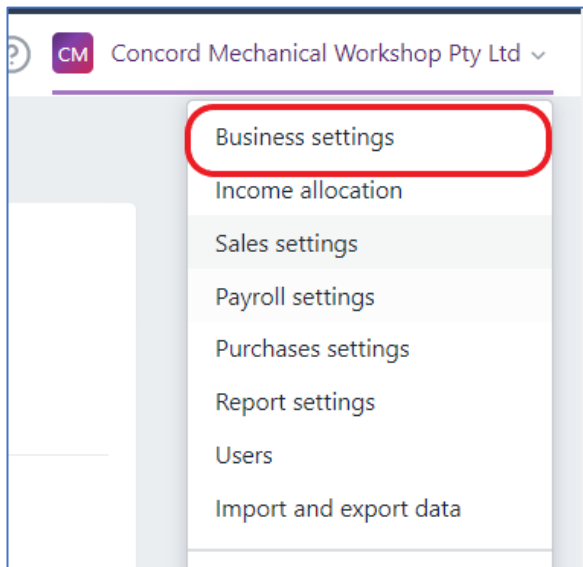 ?
CM Concord Mechanical Workshop Pty Ltd
Business settings
Income allocation
Sales settings
Payroll settings
Purchases settings
Report settings
Users
Import and export data